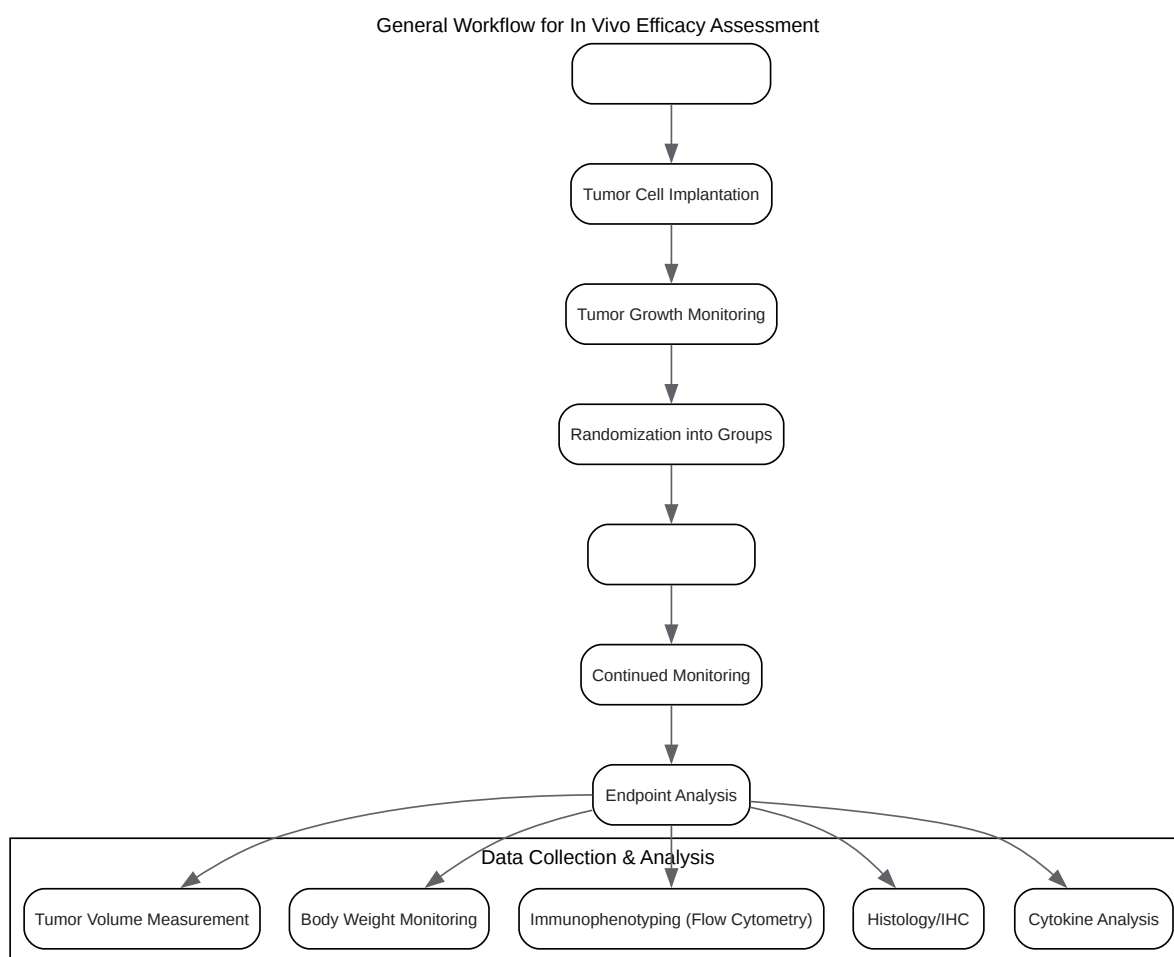 General Workflow for In Vivo Efficacy Assessment
Tumor Cell Implantation
Tumor Growth Monitoring
Randomization into Groups
Continued Monitoring
Endpoint Analysis
Data Collection & Analysis
Tumor Volume Measurement
Body Weight Monitoring
Immunophenotyping (Flow Cytometry)
Histology/IHC
Cytokine Analysis